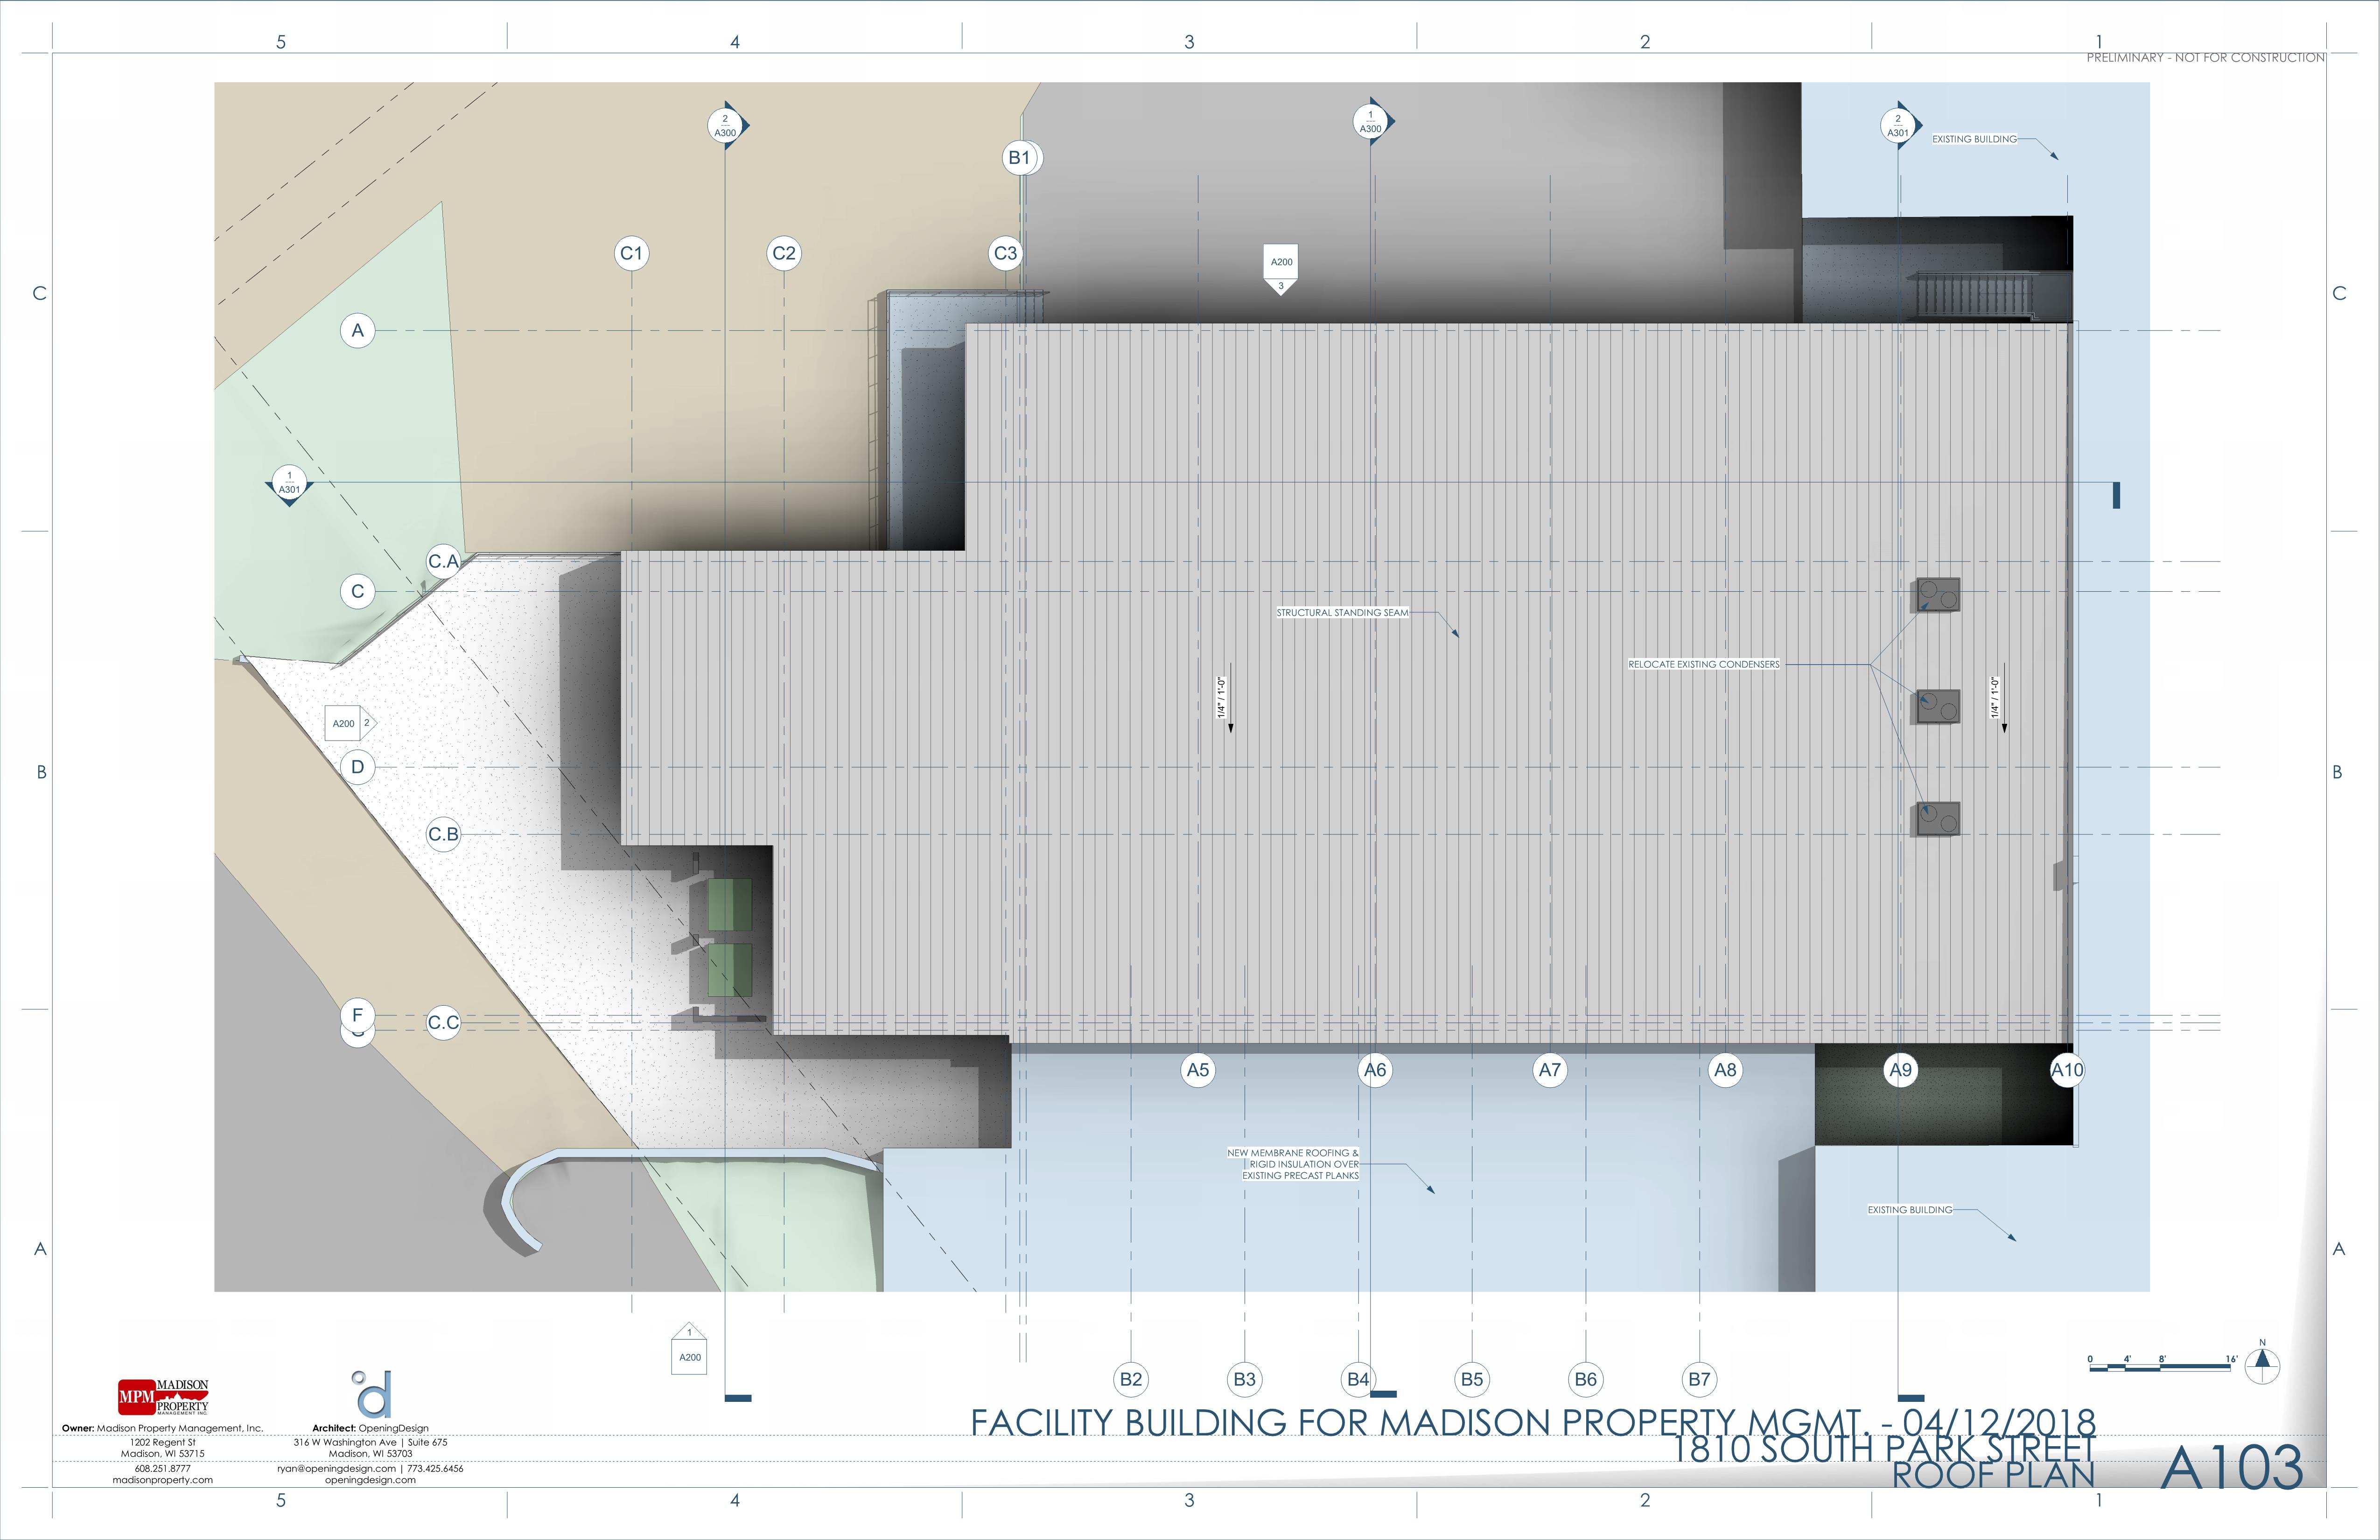 5 4 3 2 1
PRELIMINARY - NOT FOR CONSTRUCTION
2
A300
1
A300
2
A301
EXISTING BUILDING
B1
C1
C2
C3
A200
3
C
C
A
1
A301
C.A
C
STRUCTURAL STANDING SEAM
RELOCATE EXISTING CONDENSERS
1/4" / 1'-0"
1/4" / 1'-0"
A200 2
D
B
B
C.B
F
C.C
A5
A6
A7
A8
A9
A10
NEW MEMBRANE ROOFING &
RIGID INSULATION OVER
EXISTING PRECAST PLANKS
EXISTING BUILDING
A
A
1
A200
B2
B3
B4
B5
B6
B7
0 4' 8' 16'
N
MPM
MADISON
PROPERTY
MANAGEMENT INC
d
Owner: Madison Property Management, Inc.
1202 Regent St
Madison, WI 53715
608.251.8777
madisonproperty.com
Architect: OpeningDesign
316 W Washington Ave | Suite 675
Madison, WI 53703
ryan@openingdesign.com | 773.425.6456
openingdesign.com
FACILITY BUILDING FOR MADISON PROPERTY MGMT. - 04/12/2018
1810 SOUTH PARK STREET
ROOF PLAN
A103
5 4 3 2 1